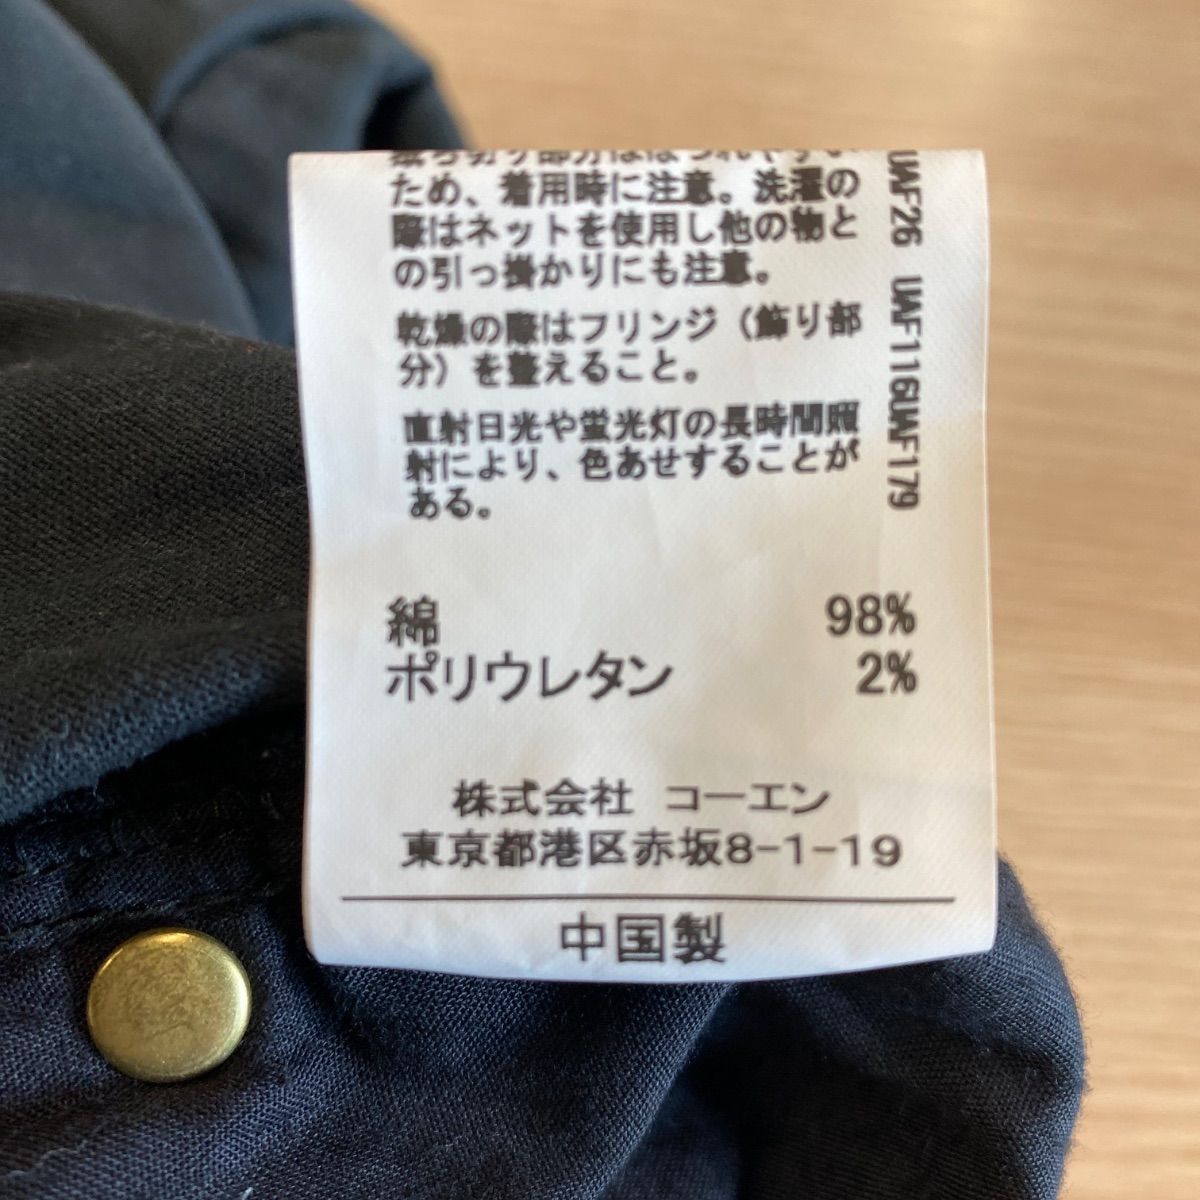 ため、着用時に注意。洗濯の
際はネットを使用し他の物と
の引っ掛かりにも注意。
乾燥の際はフリンジ（飾り部
分）を整えること。
直射日光や蛍光灯の長時間照
射により、色あせすることが
ある。
UAF26 UAF116UAF179
綿 98%
ポリウレタン 2%
株式会社 コーエン
東京都港区赤坂8-1-19
中国製